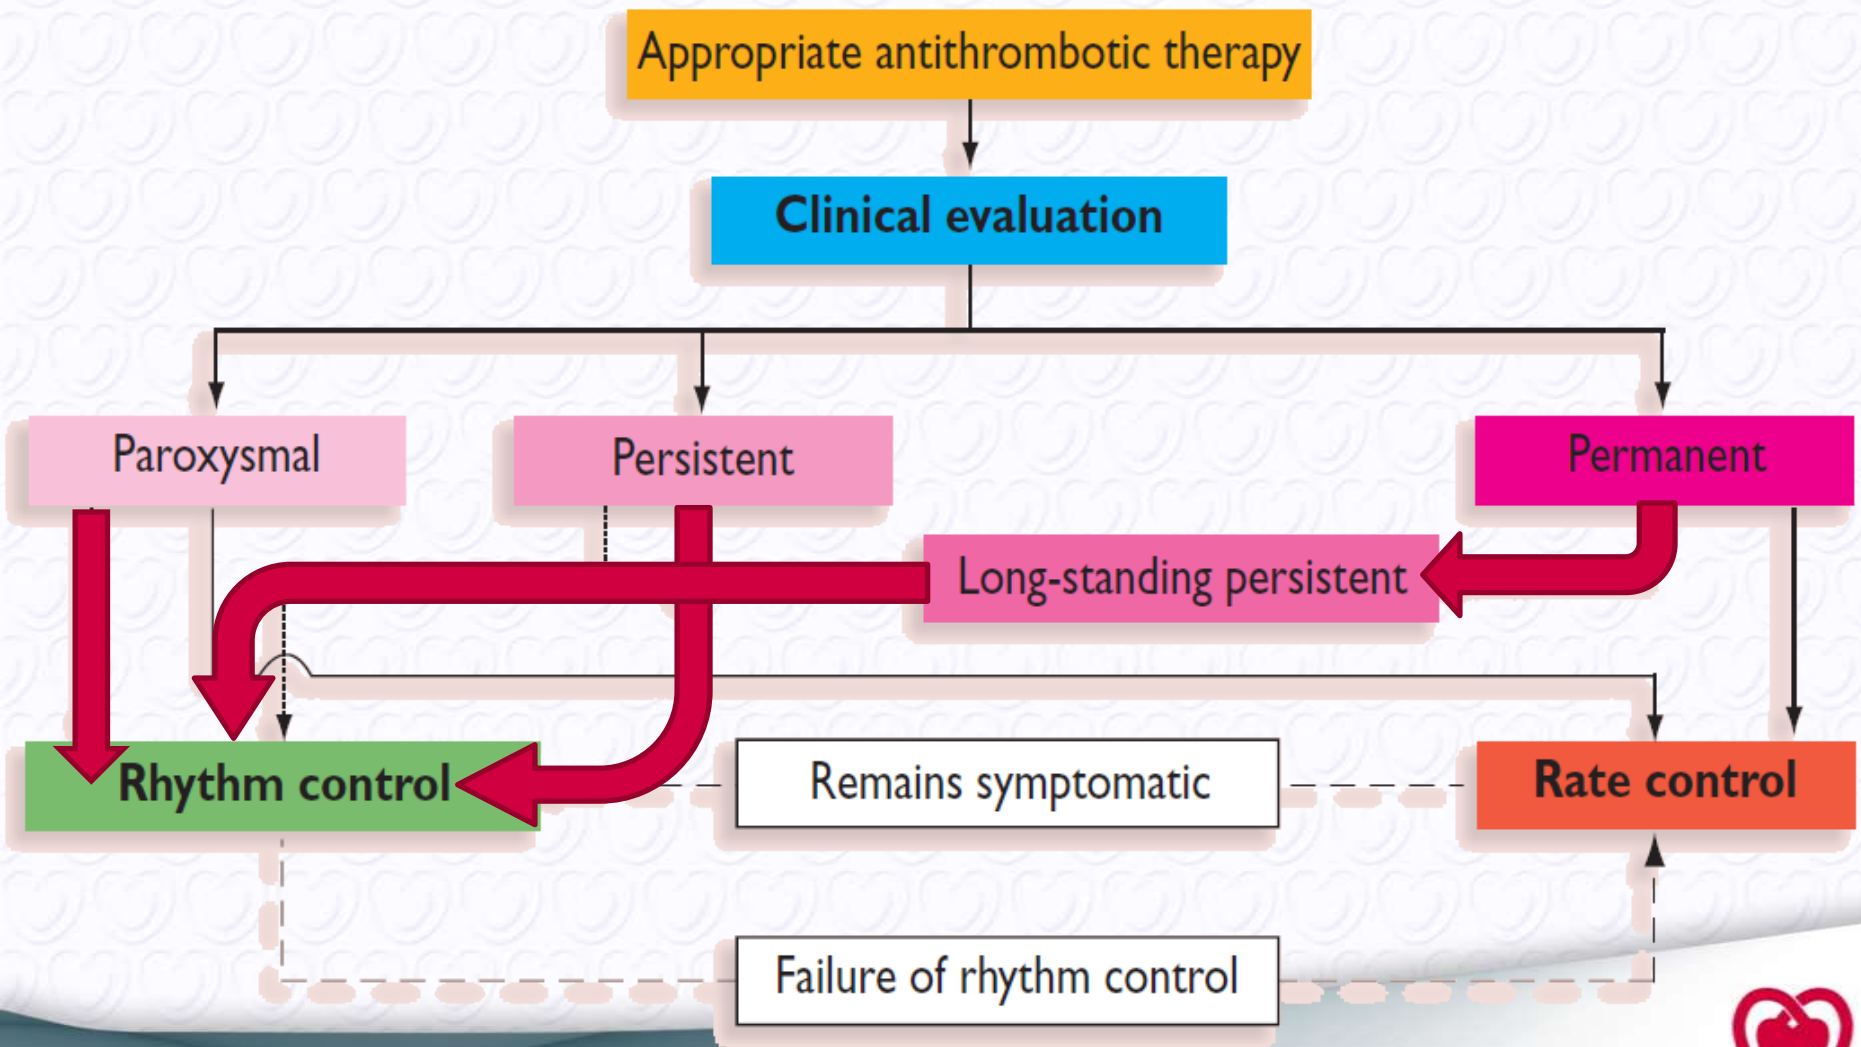 Appropriate antithrombotic therapy
Clinical evaluation
Paroxysmal
Persistent
Permanent
Long-standing persistent
Rhythm control
Remains symptomatic
Rate control
Failure of rhythm control